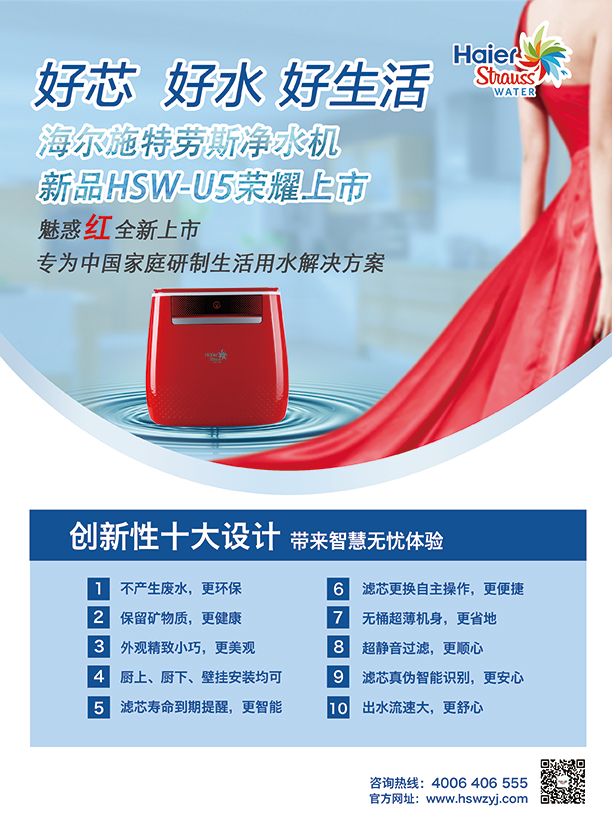 Haier
Strauss
WATER
好芯 好水 好生活
海尔施特劳斯净水机
新品HSW-U5荣耀上市
魅惑红全新上市
专为中国家庭研制生活用水解决方案
Haier
创新性十大设计 带来智慧无忧体验
1 不产生废水，更环保
2 保留矿物质，更健康
3 外观精致小巧，更美观
4 厨上、厨下、壁挂安装均可
5 滤芯寿命到期提醒，更智能
6 滤芯更换自主操作，更便捷
7 无桶超薄机身，更省地
8 超静音过滤，更顺心
9 滤芯真伪智能识别，更安心
10 出水流速大，更舒心
咨询热线：4006 406 555
官方网址：www.hswzyj.com